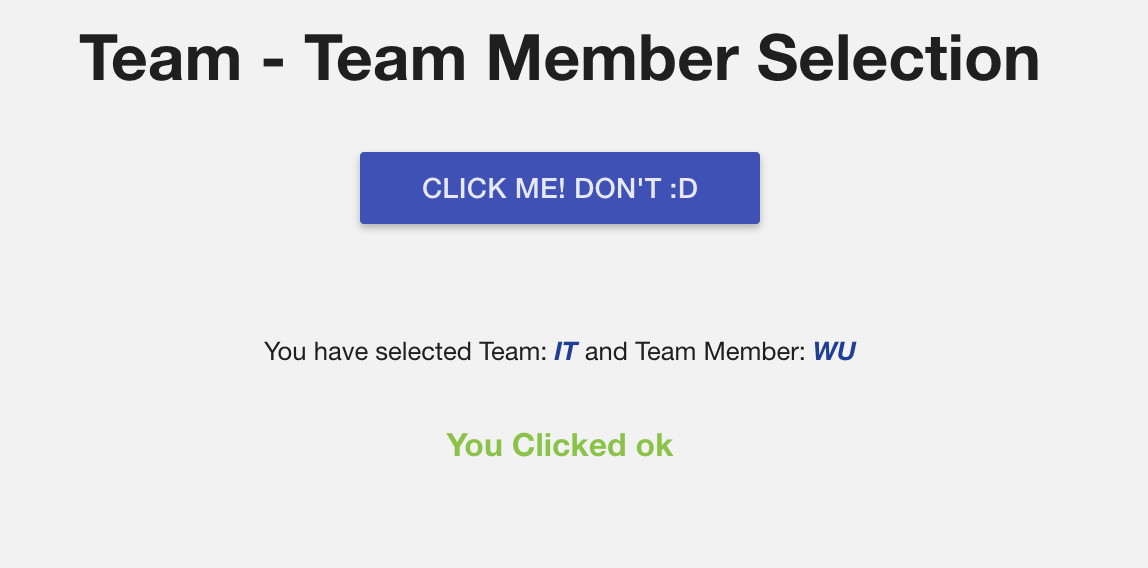 Team - Team Member Selection
CLICK ME! DON'T :D
You have selected Team: IT and Team Member: WU
You Clicked ok